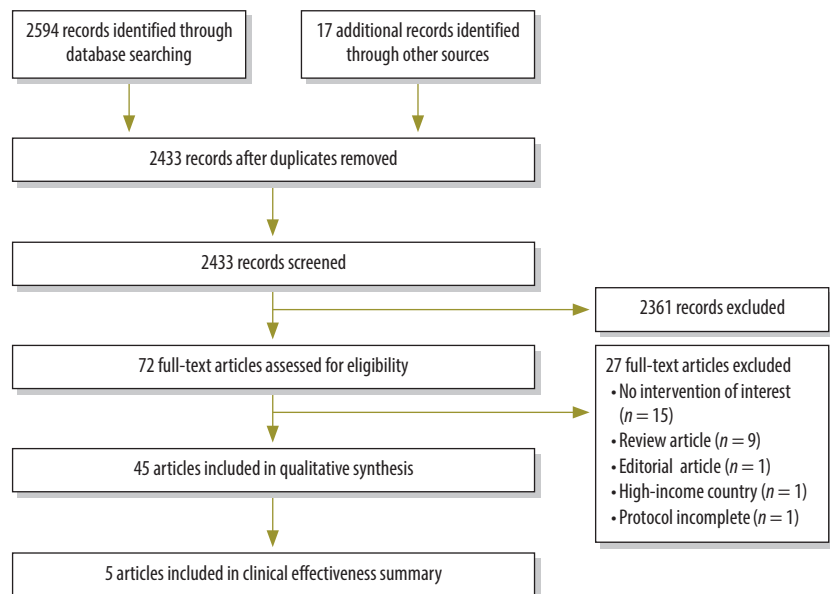 2594 records identified through
database searching
17 additional records identified
through other sources
2433 records after duplicates removed
2433 records screened
2361 records excluded
72 full-text articles assessed for eligibility
27 full-text articles excluded
• No intervention of interest
(n = 15)
• Review article (n = 9)
• Editorial article (n = 1)
• High-income country (n = 1)
• Protocol incomplete (n = 1)
45 articles included in qualitative synthesis
5 articles included in clinical effectiveness summary